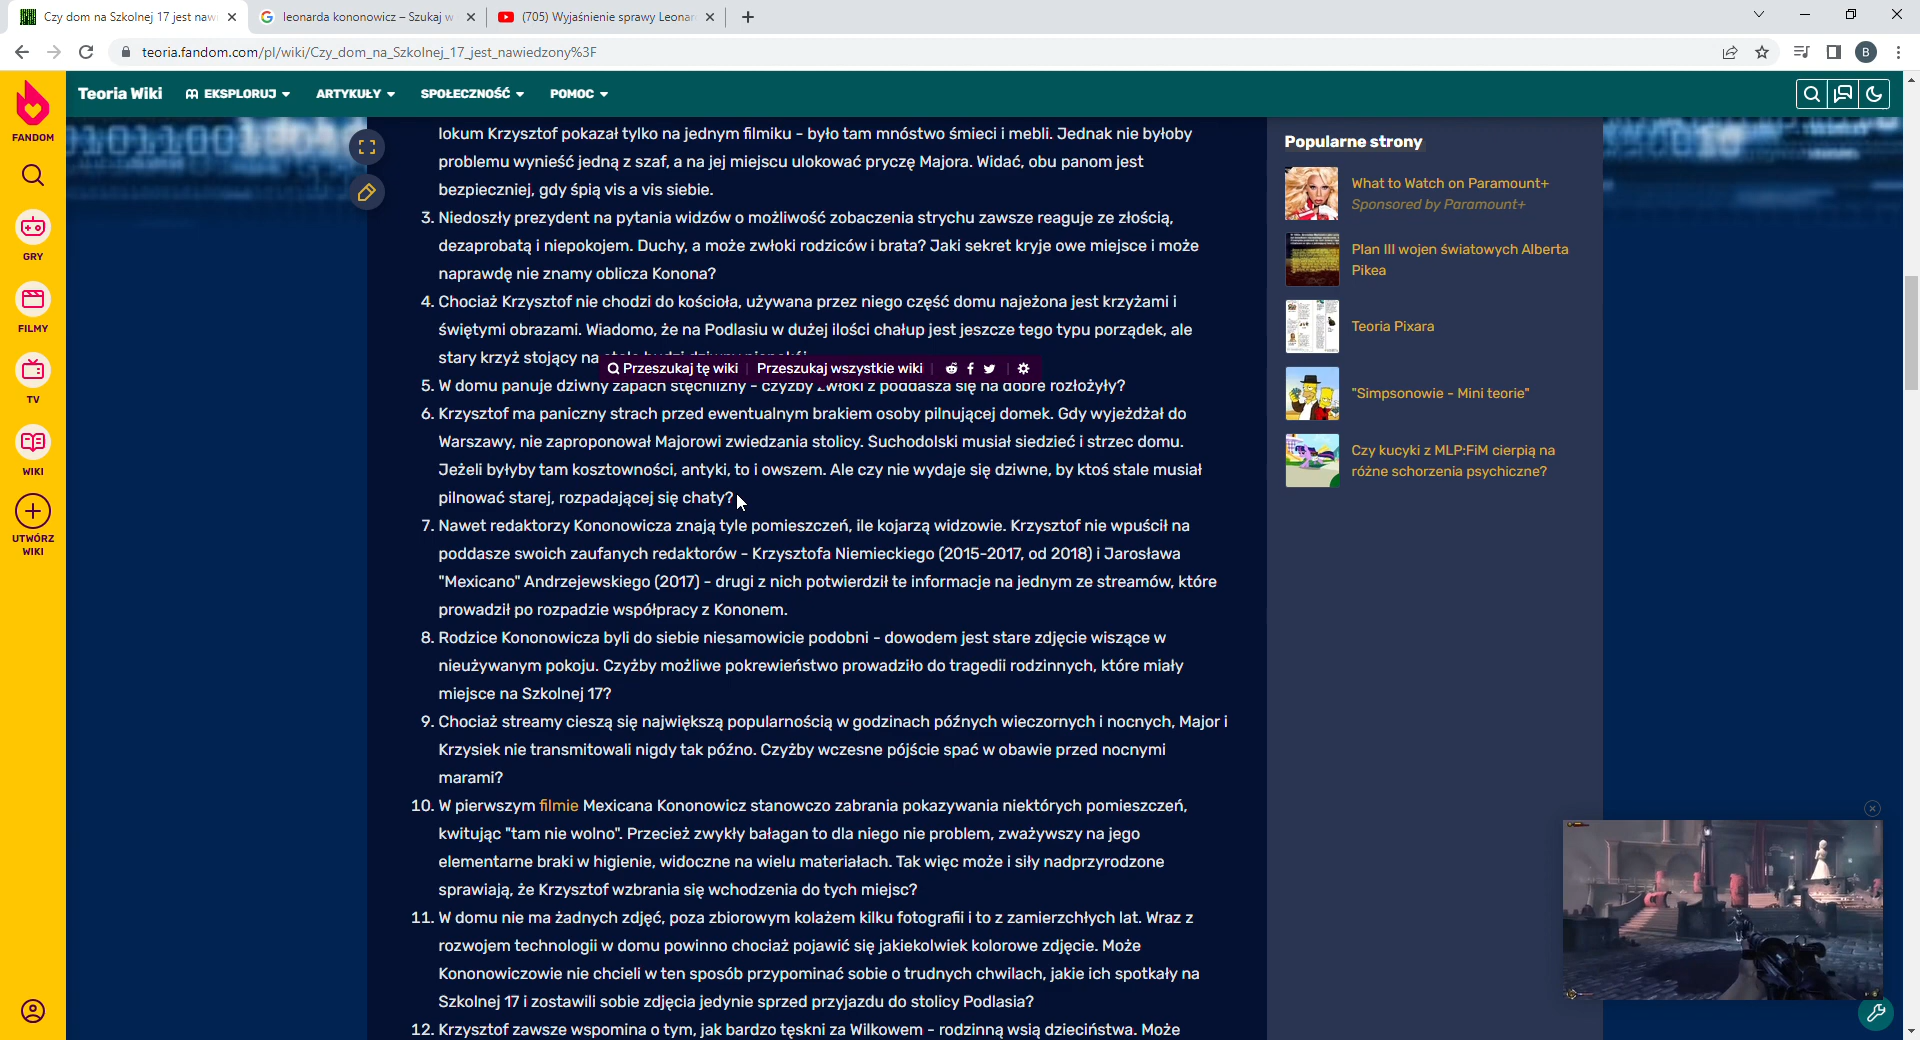 Czy dom na Szkolnej 17 jest naw
leonarda kononowicz – Szukaj w
(705) Wyjaśnienie sprawy Leonar
teoria.fandom.com/pl/wiki/Czy_dom_na_Szkolnej_17_jest_nawiedzony%3F
B
FANDOM
GRY
FILMY
TV
WIKI
UTWÓRZ
WIKI
Teoria Wiki
EKSPLORUJ
ARTYKUŁY
SPOŁECZNOŚĆ
POMOC
lokum Krzysztof pokazał tylko na jednym filmiku - było tam mnóstwo śmieci i mebli. Jednak nie byłoby
problemu wynieść jedną z szaf, a na jej miejscu ulokować pryczę Majora. Widać, obu panom jest
bezpieczniej, gdy śpią vis a vis siebie.
3. Niedoszły prezydent na pytania widzów o możliwość zobaczenia strychu zawsze reaguje ze złością,
dezaprobatą i niepokojem. Duchy, a może zwłoki rodziców i brata? Jaki sekret kryje owe miejsce i może
naprawdę nie znamy oblicza Konona?
4. Chociaż Krzysztof nie chodzi do kościoła, używana przez niego część domu najeżona jest krzyżami i
świętymi obrazami. Wiadomo, że na Podlasiu w dużej ilości chałup jest jeszcze tego typu porządek, ale
stary krzyż stojący na
Przeszukaj tę wiki
Przeszukaj wszystkie wiki
5. W domu panuje dziwny zapach stęchlizny - czyżby zwłoki z poddasza się na dobre rozłożyły?
6. Krzysztof ma paniczny strach przed ewentualnym brakiem osoby pilnującej domek. Gdy wyjeżdżał do
Warszawy, nie zaproponował Majorowi zwiedzania stolicy. Suchodolski musiał siedzieć i strzec domu.
Jeżeli byłyby tam kosztowności, antyki, to i owszem. Ale czy nie wydaje się dziwne, by ktoś stale musiał
pilnować starej, rozpadającej się chaty?
7. Nawet redaktorzy Kononowicza znają tyle pomieszczeń, ile kojarzą widzowie. Krzysztof nie wpuścił na
poddasze swoich zaufanych redaktorów - Krzysztofa Niemieckiego (2015-2017, od 2018) i Jarosława
"Mexicano" Andrzejewskiego (2017) - drugi z nich potwierdził te informacje na jednym ze streamów, które
prowadził po rozpadzie współpracy z Kononem.
8. Rodzice Kononowicza byli do siebie niesamowicie podobni - dowodem jest stare zdjęcie wiszące w
nieużywanym pokoju. Czyżby możliwe pokrewieństwo prowadziło do tragedii rodzinnych, które miały
miejsce na Szkolnej 17?
9. Chociaż streamy cieszą się największą popularnością w godzinach późnych wieczornych i nocnych, Major i
Krzysiek nie transmitowali nigdy tak późno. Czyżby wczesne pójście spać w obawie przed nocnymi
marami?
10. W pierwszym filmie Mexicana Kononowicz stanowczo zabrania pokazywania niektórych pomieszczeń,
kwitując "tam nie wolno". Przecież zwykły bałagan to dla niego nie problem, zważywszy na jego
elementarne braki w higienie, widoczne na wielu materiałach. Tak więc może i siły nadprzyrodzone
sprawiają, że Krzysztof wzbrania się wchodzenia do tych miejsc?
11. W domu nie ma żadnych zdjęć, poza zbiorowym kolażem kilku fotografii i to z zamierzchłych lat. Wraz z
rozwojem technologii w domu powinno chociaż pojawić się jakiekolwiek kolorowe zdjęcie. Może
Kononowiczowie nie chcieli w ten sposób przypominać sobie o trudnych chwilach, jakie ich spotkały na
Szkolnej 17 i zostawili sobie zdjęcia jedynie sprzed przyjazdu do stolicy Podlasia?
12. Krzysztof zawsze wspomina o tym, jak bardzo tęskni za Wilkowem - rodzinną wsią dzieciństwa. Może
Popularne strony
What to Watch on Paramount+
Sponsored by Paramount+
Plan III wojen światowych Alberta
Pikea
Teoria Pixara
"Simpsonowie - Mini teorie"
Czy kucyki z MLP:FiM cierpią na
różne schorzenia psychiczne?